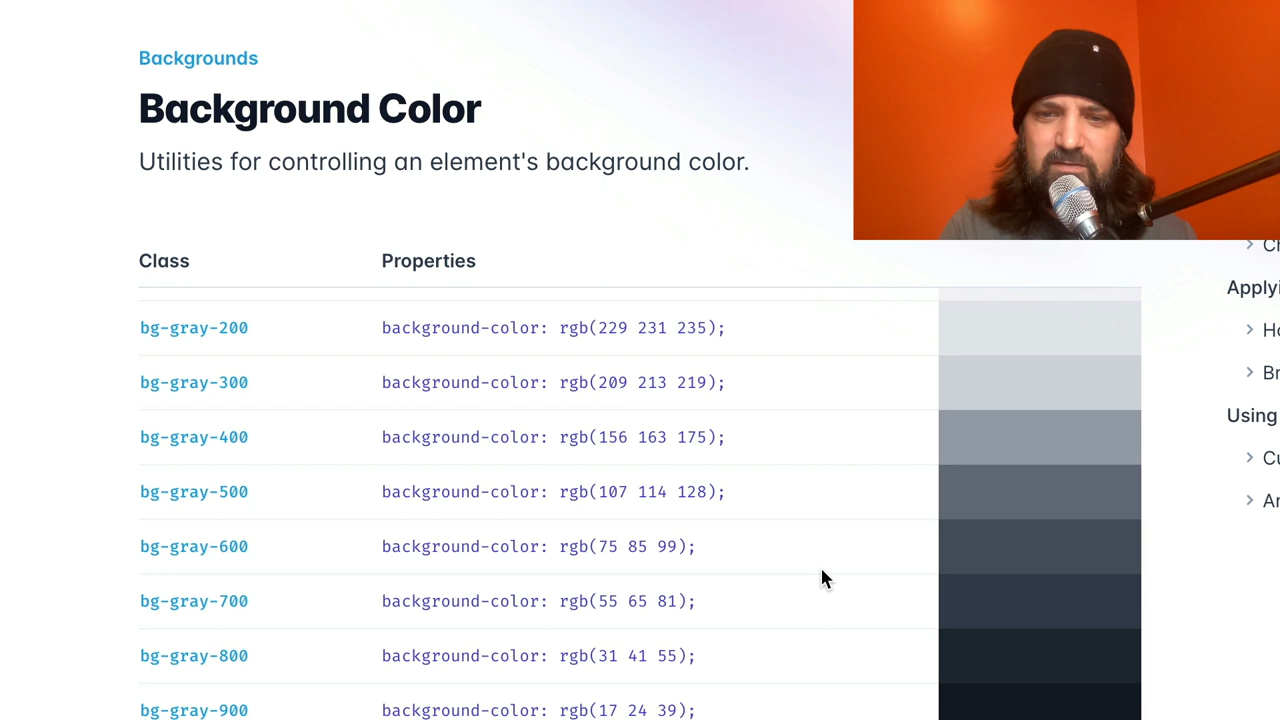 Backgrounds
Background Color
Utilities for controlling an element's background color.
Class Properties
bg-gray-200 background-color: rgb(229 231 235);
bg-gray-300 background-color: rgb(209 213 219);
bg-gray-400 background-color: rgb(156 163 175);
bg-gray-500 background-color: rgb(107 114 128);
bg-gray-600 background-color: rgb(75 85 99);
bg-gray-700 background-color: rgb(55 65 81);
bg-gray-800 background-color: rgb(31 41 55);
bg-gray-900 background-color: rgb(17 24 39);
Using